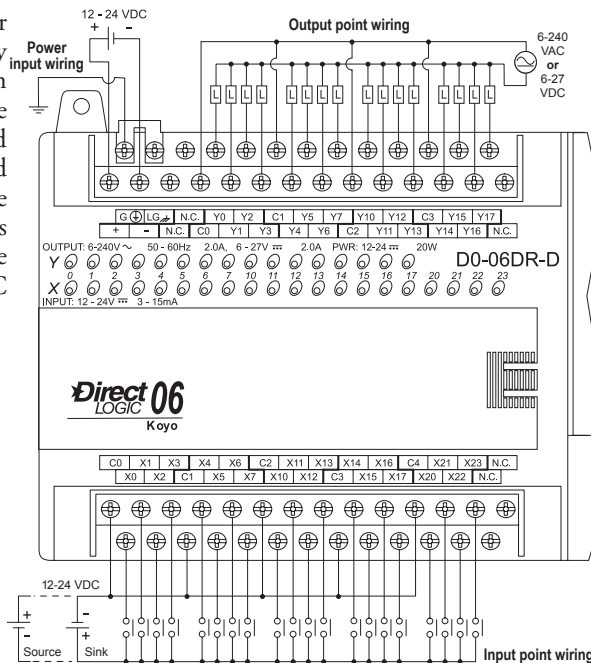 12 - 24 VDC
+ -
Power
input wiring
Output point wiring
6-240
VAC
or
6-27
VDC
r
y
n
e
d
d
e
s
e
C
L L L L L L L L L L L L L L L L
G LG N.C. Y0 Y2 C1 Y5 Y7 Y10 Y12 C3 Y15 Y17
+ - N.C. C0 Y1 Y3 Y4 Y6 C2 Y11 Y13 Y14 Y16 N.C.
OUTPUT: 6-240V ~ 50 - 60Hz 2.0A, 6 - 27V ⎓ 2.0A PWR: 12-24 ⎓ 20W
D0-06DR-D
Y
0 1 2 3 4 5 6 7 10 11 12 13 14 15 16 17 20 21 22 23
X
INPUT: 12 - 24V ⎓ 3 - 15mA
Direct 06
LOGIC
Koyo
C0 X1 X3 X4 X6 C2 X11 X13 X14 X16 C4 X21 X23 N.C.
X0 X2 C1 X5 X7 X10 X12 C3 X15 X17 X20 X22 N.C.
12-24 VDC
+ -
- +
Source Sink
Input point wiring